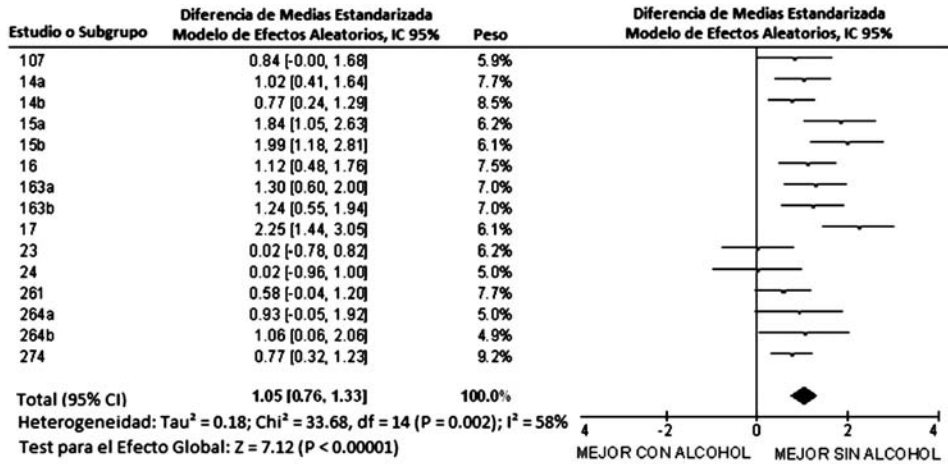 Diferencia de Medias Estandarizada Diferencia de Medias Estandarizada
Estudio o Subgrupo Modelo de Efectos Aleatorios, IC 95% Peso Modelo de Efectos Aleatorios, IC 95%
107 0.84 [-0.00, 1.68] 5.9%
14a 1.02 [0.41, 1.64] 7.7%
14b 0.77 [0.24, 1.29] 8.5%
15a 1.84 [1.05, 2.63] 6.2%
15b 1.99 [1.18, 2.81] 6.1%
16 1.12 [0.48, 1.76] 7.5%
163a 1.30 [0.60, 2.00] 7.0%
163b 1.24 [0.55, 1.94] 7.0%
17 2.25 [1.44, 3.05] 6.1%
23 0.02 [-0.78, 0.82] 6.2%
24 0.02 [-0.96, 1.00] 5.0%
261 0.58 [-0.04, 1.20] 7.7%
264a 0.93 [-0.05, 1.92] 5.0%
264b 1.06 [0.06, 2.06] 4.9%
274 0.77 [0.32, 1.23] 9.2%
Total (95% CI) 1.05 [0.76, 1.33] 100.0%
Heterogeneidad: Tau² = 0.18; Chi² = 33.68, df = 14 (P = 0.002); I² = 58%
Test para el Efecto Global: Z = 7.12 (P < 0.00001)
4 -2 0 2 4
MEJOR CON ALCOHOL MEJOR SIN ALCOHOL